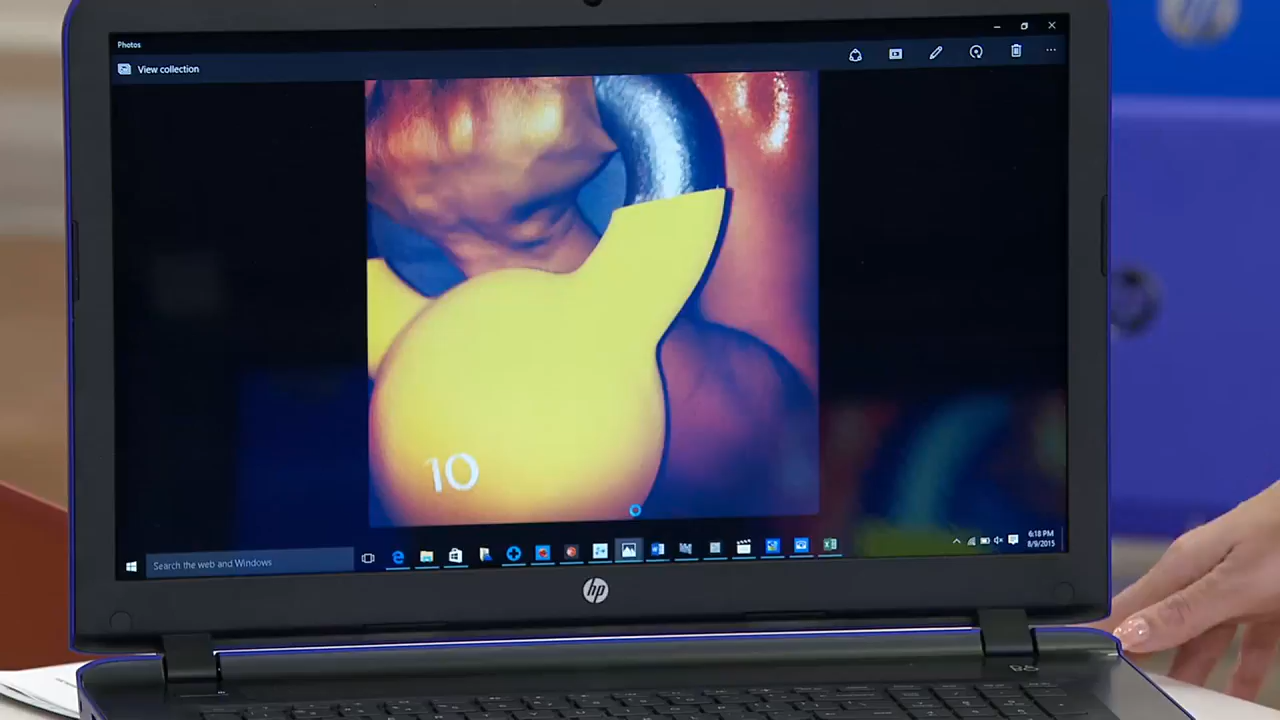 Photos
View collection
10
Search the web and Windows
6:18 PM
8/9/2015
hp